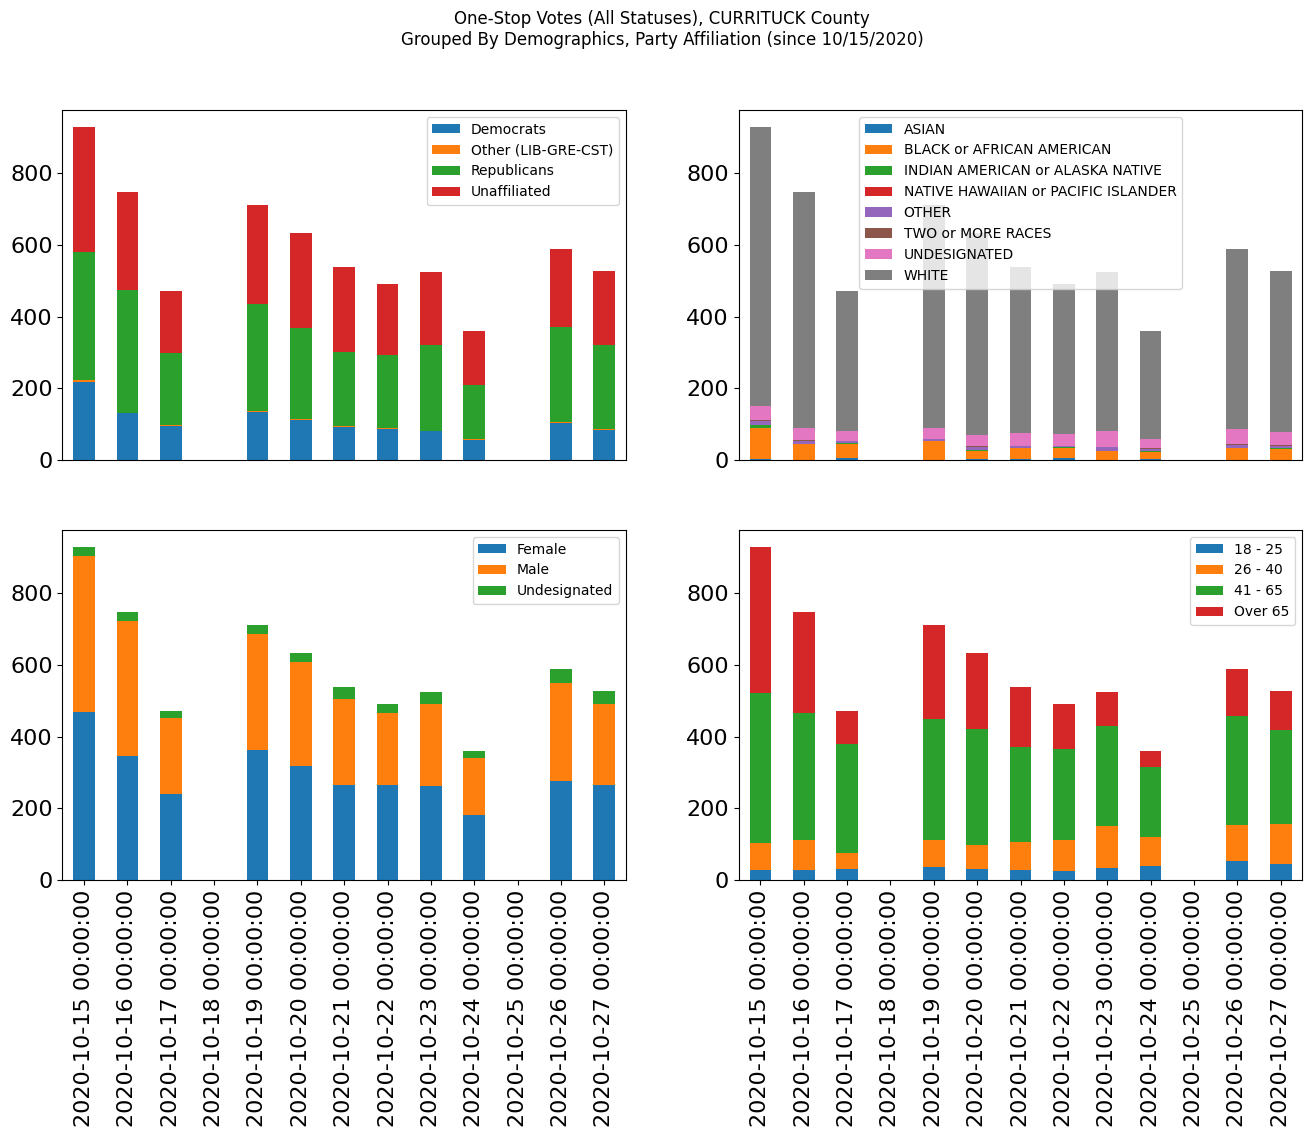 One-Stop Votes (All Statuses), CURRITUCK County
Grouped By Demographics, Party Affiliation (since 10/15/2020)
800
600
400
200
0
Democrats
Other (LIB-GRE-CST)
Republicans
Unaffiliated
800
600
400
200
0
ASIAN
BLACK or AFRICAN AMERICAN
INDIAN AMERICAN or ALASKA NATIVE
NATIVE HAWAIIAN or PACIFIC ISLANDER
OTHER
TWO or MORE RACES
UNDESIGNATED
WHITE
800
600
400
200
0
Female
Male
Undesignated
2020-10-15 00:00:00
2020-10-16 00:00:00
2020-10-17 00:00:00
2020-10-18 00:00:00
2020-10-19 00:00:00
2020-10-20 00:00:00
2020-10-21 00:00:00
2020-10-22 00:00:00
2020-10-23 00:00:00
2020-10-24 00:00:00
2020-10-25 00:00:00
2020-10-26 00:00:00
2020-10-27 00:00:00
800
600
400
200
0
18 - 25
26 - 40
41 - 65
Over 65
2020-10-15 00:00:00
2020-10-16 00:00:00
2020-10-17 00:00:00
2020-10-18 00:00:00
2020-10-19 00:00:00
2020-10-20 00:00:00
2020-10-21 00:00:00
2020-10-22 00:00:00
2020-10-23 00:00:00
2020-10-24 00:00:00
2020-10-25 00:00:00
2020-10-26 00:00:00
2020-10-27 00:00:00